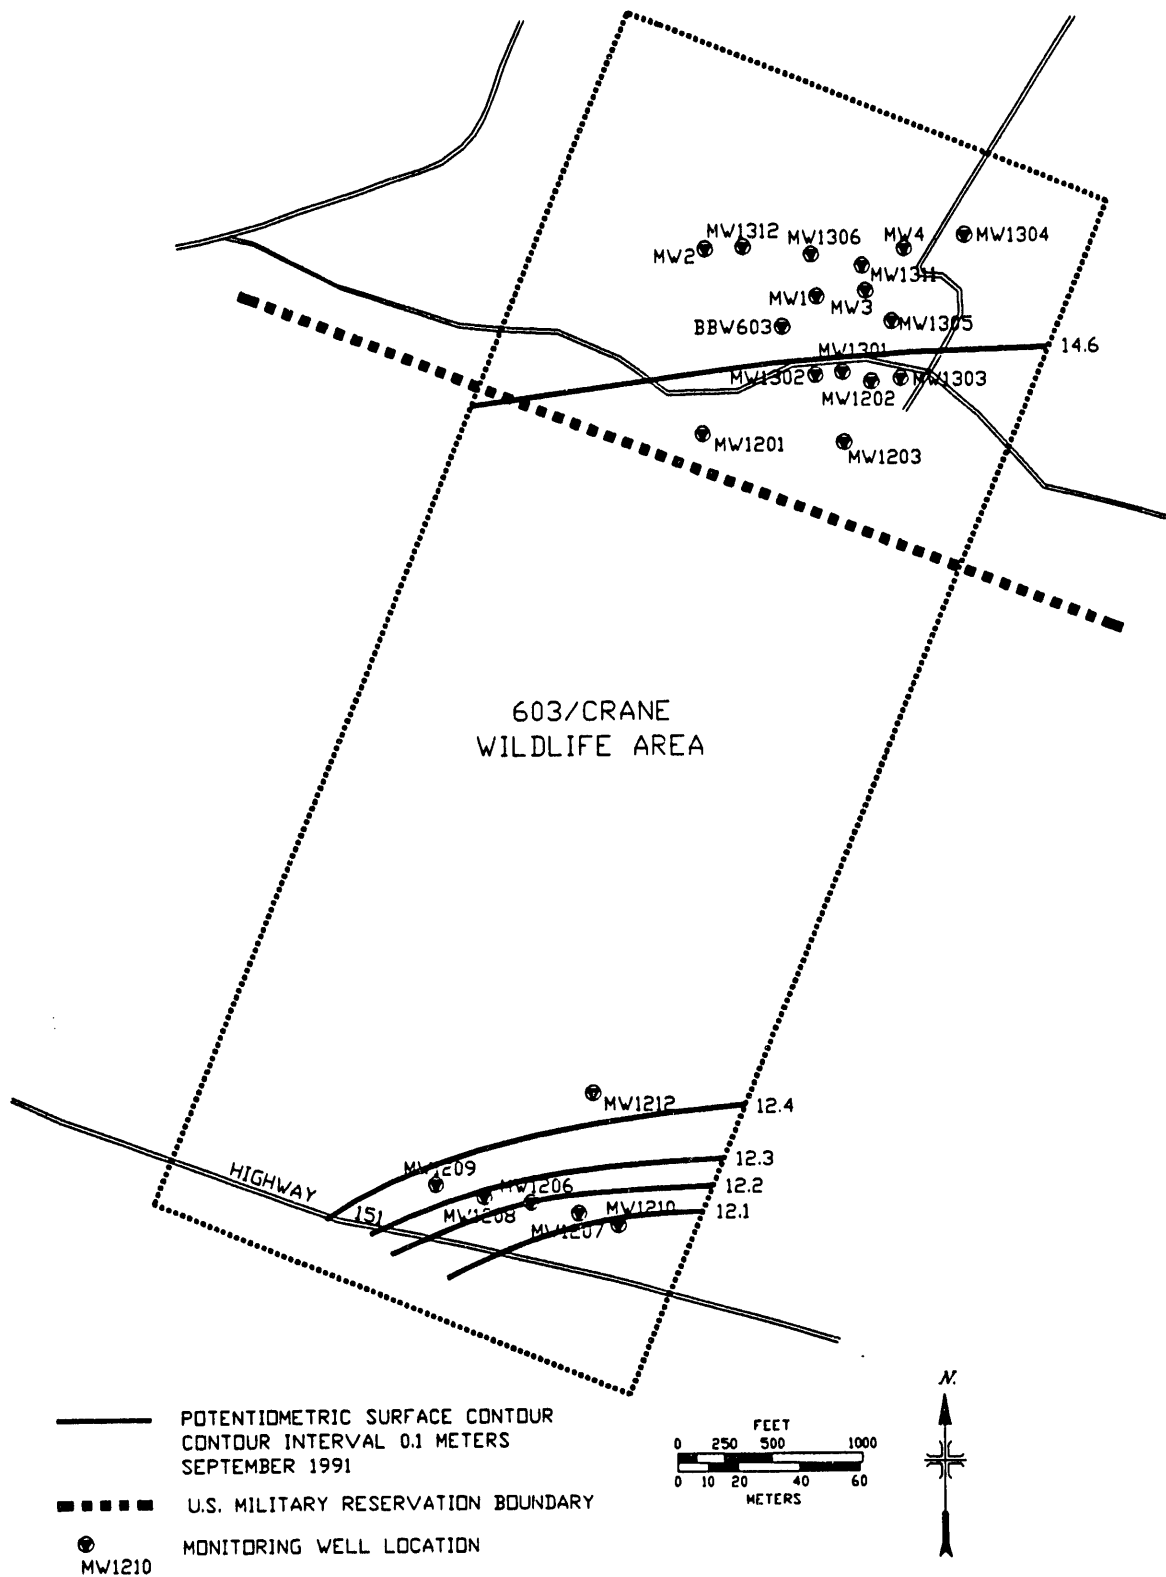 MW1312
MW1306
MW4
MW1304
MW2
MW1311
MW1
MW3
BBW603
MW1305
MW1301
14.6
MW1302
MW1303
MW1202
MW1201
MW1203
603/CRANE
WILDLIFE AREA
MW1212
12.4
MW1209
12.3
HIGHWAY
151
MW1206
12.2
MW1208
MW1210
12.1
MW1207
N.
POTENTIOMETRIC SURFACE CONTOUR
CONTOUR INTERVAL 0.1 METERS
SEPTEMBER 1991
FEET
0 250 500 1000
0 10 20 40 60
METERS
U.S. MILITARY RESERVATION BOUNDARY
MONITORING WELL LOCATION
MW1210